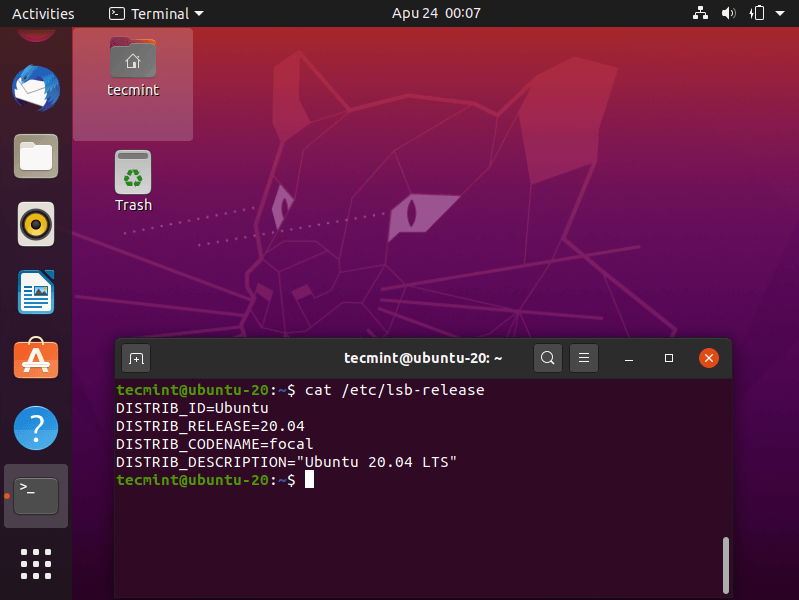 Activities Terminal Apu 24 00:07
tecmint
Trash
tecmint@ubuntu-20: ~
tecmint@ubuntu-20:~$ cat /etc/lsb-release
DISTRIB_ID=Ubuntu
DISTRIB_RELEASE=20.04
DISTRIB_CODENAME=focal
DISTRIB_DESCRIPTION="Ubuntu 20.04 LTS"
tecmint@ubuntu-20:~$